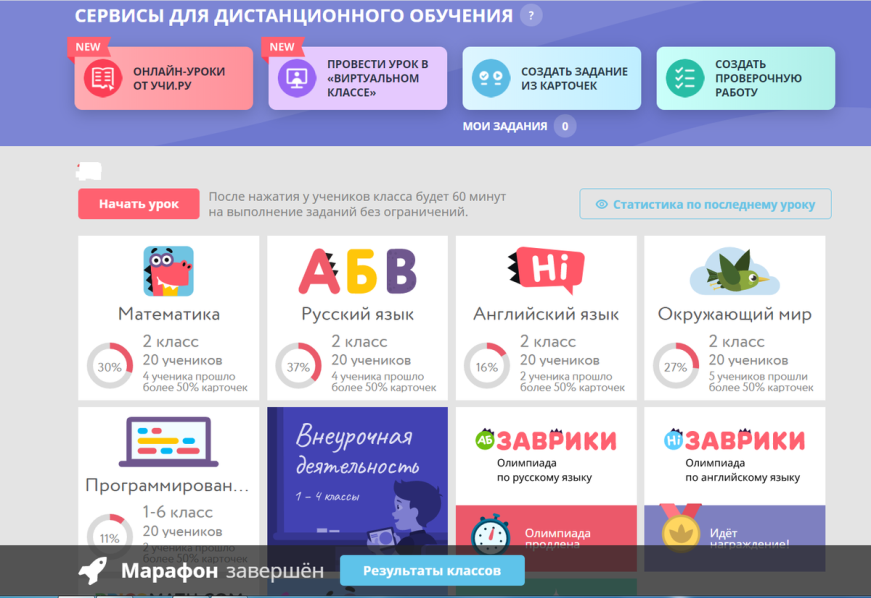 СЕРВИСЫ ДЛЯ ДИСТАНЦИОННОГО ОБУЧЕНИЯ ?
NEW
ОНЛАЙН-УРОКИ
ОТ УЧИ.РУ
NEW
ПРОВЕСТИ УРОК В
«ВИРТУАЛЬНОМ
КЛАССЕ»
СОЗДАТЬ ЗАДАНИЕ
ИЗ КАРТОЧЕК
СОЗДАТЬ
ПРОВЕРОЧНУЮ
РАБОТУ
МОИ ЗАДАНИЯ 0
Начать урок
После нажатия у учеников класса будет 60 минут
на выполнение заданий без ограничений.
Статистика по последнему уроку
Математика
30%
2 класс
20 учеников
4 ученика прошло
более 50% карточек
АБВ
Русский язык
37%
2 класс
20 учеников
4 ученика прошло
более 50% карточек
Hi
Английский язык
16%
2 класс
20 учеников
2 ученика прошло
более 50% карточек
Окружающий мир
27%
2 класс
20 учеников
5 учеников прошли
более 50% карточек
Программирован...
11%
1-6 класс
20 учеников
2 ученика прошло
более 50% карточек
Внеурочная
деятельность
1 – 4 классы
АБ ЗАВРИКИ
Олимпиада
по русскому языку
Олимпиада
продлена
Hi ЗАВРИКИ
Олимпиада
по английскому языку
Идёт
награждение!
Марафон завершён
Результаты классов